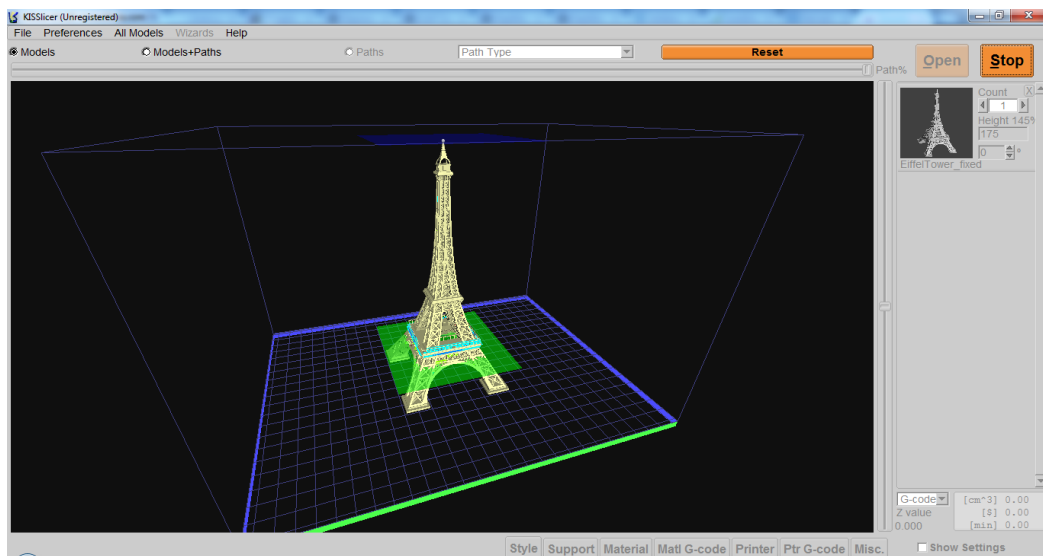 KISSlicer (Unregistered)
File Preferences All Models Wizards Help
Models Models+Paths Paths Path Type Reset
Path%
Open Stop
Count X
1
Height 145%
175
0 °
EiffelTower_fixed
G-code [cm^3] 0.00
Z value [$] 0.00
0.000 [min] 0.00
Style Support Material Matl G-code Printer Ptr G-code Misc. Show Settings